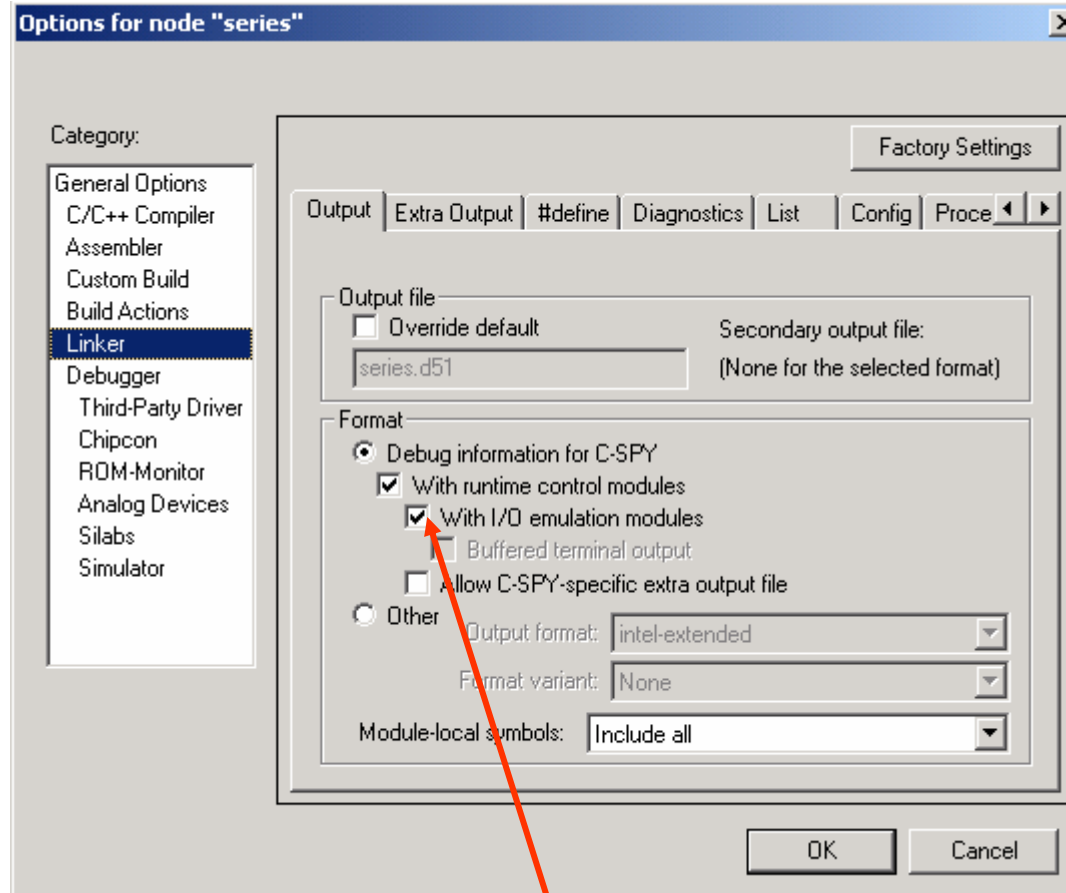 Options for node "series"
Category:
General Options
C/C++ Compiler
Assembler
Custom Build
Build Actions
Linker
Debugger
Third-Party Driver
Chipcon
ROM-Monitor
Analog Devices
Silabs
Simulator
Factory Settings
Output Extra Output #define Diagnostics List Config Proce
Output file
Override default
series.d51
Secondary output file:
(None for the selected format)
Format
Debug information for C-SPY
With runtime control modules
With I/O emulation modules
Buffered terminal output
Allow C-SPY-specific extra output file
Other
Output format: intel-extended
Format variant: None
Module-local symbols: Include all
OK Cancel